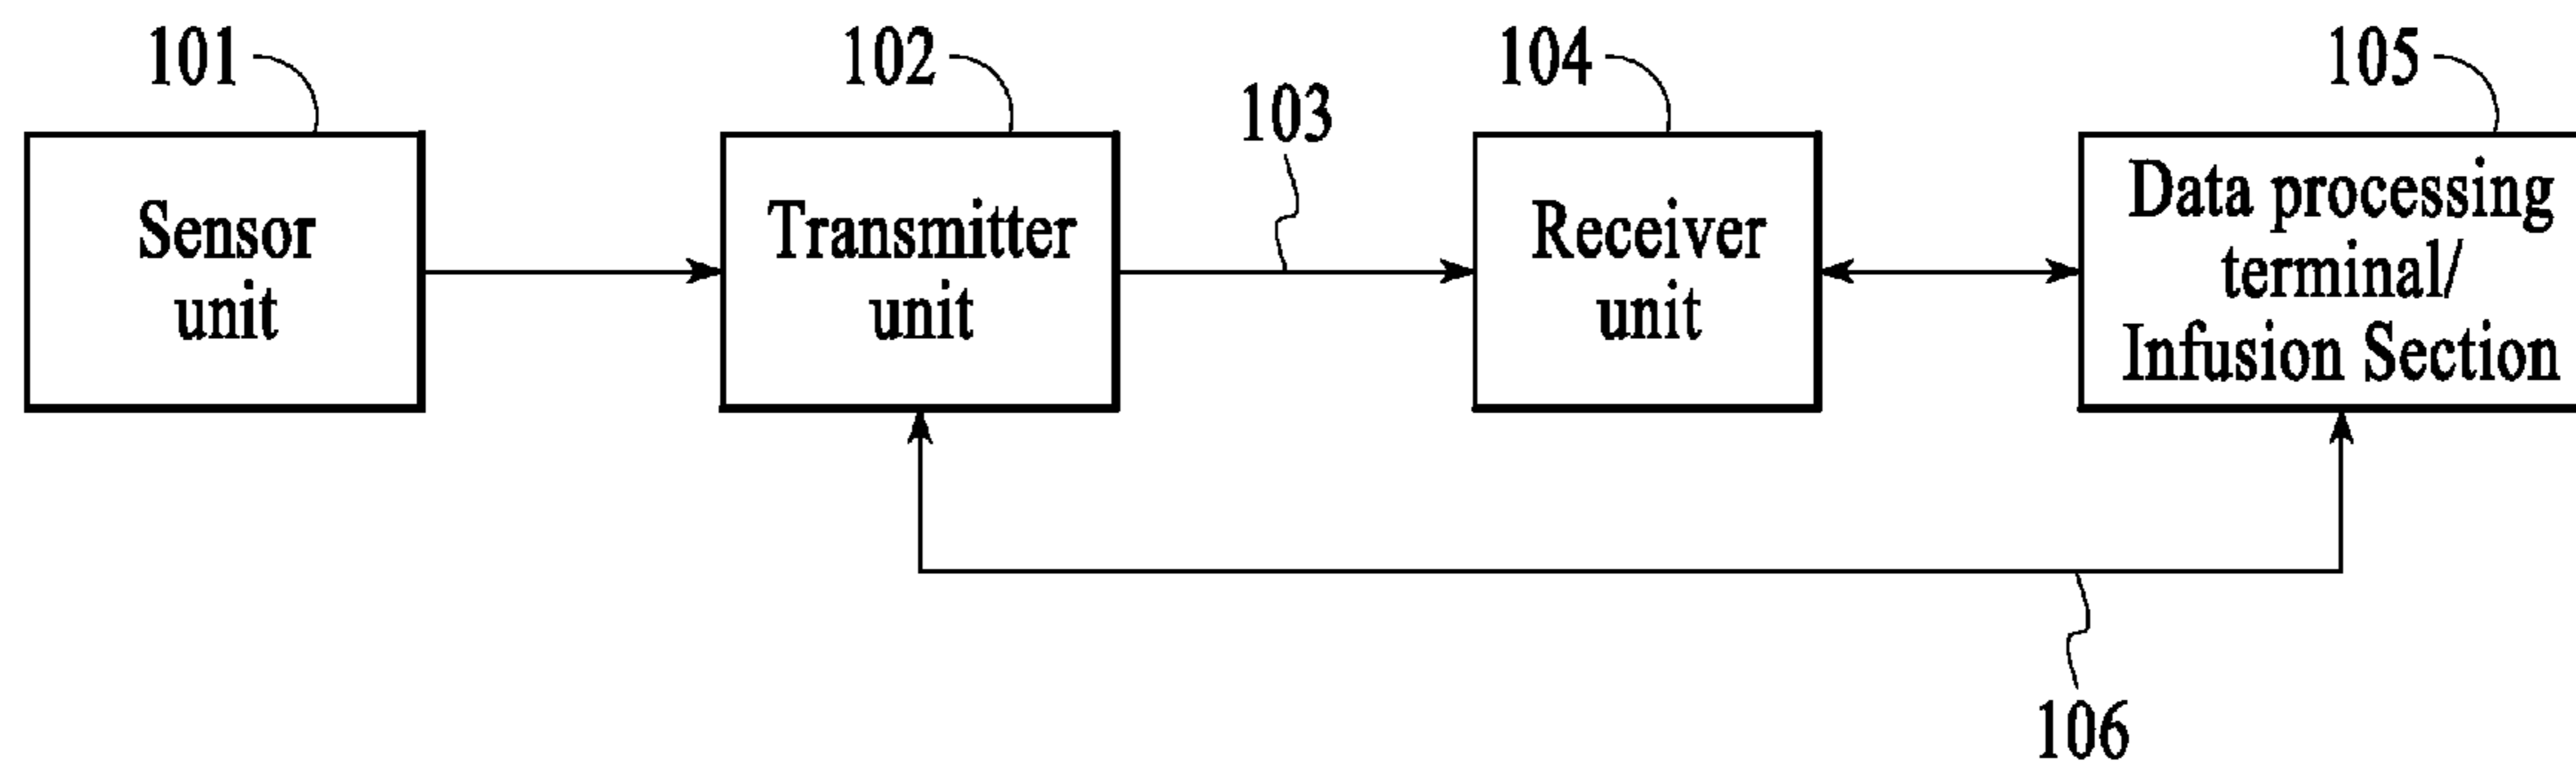 101
102
103
104
105
Sensor
unit
Transmitter
unit
Receiver
unit
Data processing
terminal/
Infusion Section
106